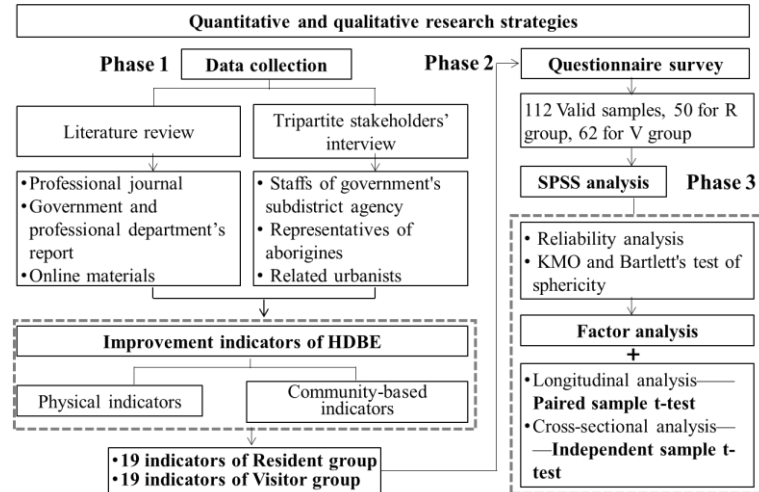 Quantitative and qualitative research strategies
Phase 1
Data collection
Literature review
Tripartite stakeholders'
interview
•Professional journal
•Government and
professional department's
report
•Online materials
• Staffs of government's
subdistrict agency
• Representatives of
aborigines
• Related urbanists
Improvement indicators of HDBE
Physical indicators
Community-based
indicators
• 19 indicators of Resident group
• 19 indicators of Visitor group
Phase 2
Questionnaire survey
112 Valid samples, 50 for R
group, 62 for V group
SPSS analysis
Phase 3
• Reliability analysis
• KMO and Bartlett's test of
sphericity
Factor analysis
+
•Longitudinal analysis——
Paired sample t-test
•Cross-sectional analysis—
—Independent sample t-
test